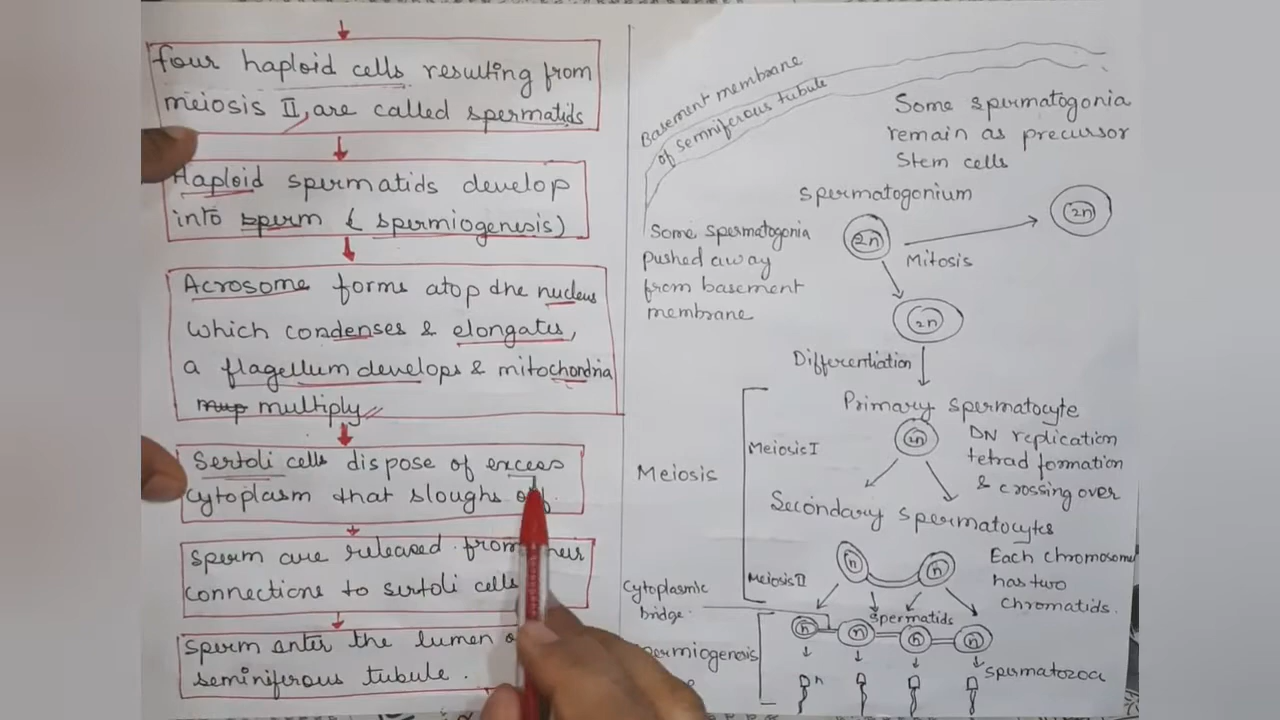 four haploid cells resulting from
meiosis II, are called spermatids
Haploid spermatids develop
into sperm (spermiogenesis)
Acrosome forms atop the nucleus
which condenses & elongates,
a flagellum develops & mitochondria
multiply
Sertoli cells dispose of excess
cytoplasm that sloughs
sperm are released from
connections to sertoli cells
sperm enter the lumen
seminiferous tubule.
Basement membrane
of semniferous tubule
Some spermatogonia
remain as precursor
Stem cells
spermatogonium
2n
2n
Mitosis
Some spermatogonia
pushed away
from basement
membrane
2n
Differentiation
Primary spermatocyte
2n
Meiosis I
DN replication
tetrad formation
& crossing over
Meiosis
Secondary spermatocytes
n
n
Each chromosome
has two
chromatids.
Meiosis II
Cytoplasmic
bridge
spermatids
n
n
n
n
spermatozoa
n